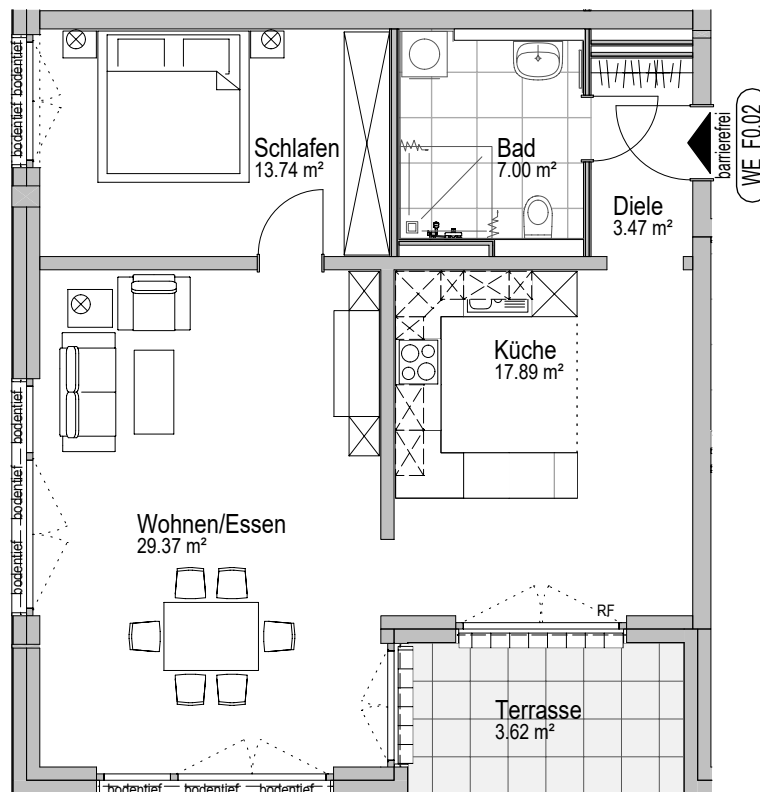 bodentief
bodentief
bodentief
Schlafen
13.74 m²
Bad
7.00 m²
Diele
3.47 m²
barrierefrei
WE F0.02
Küche
17.89 m²
bodentief
bodentief
bodentief
bodentief
bodentief
Wohnen/Essen
29.37 m²
RF
Terrasse
3.62 m²
bodentief
bodentief
bodentief